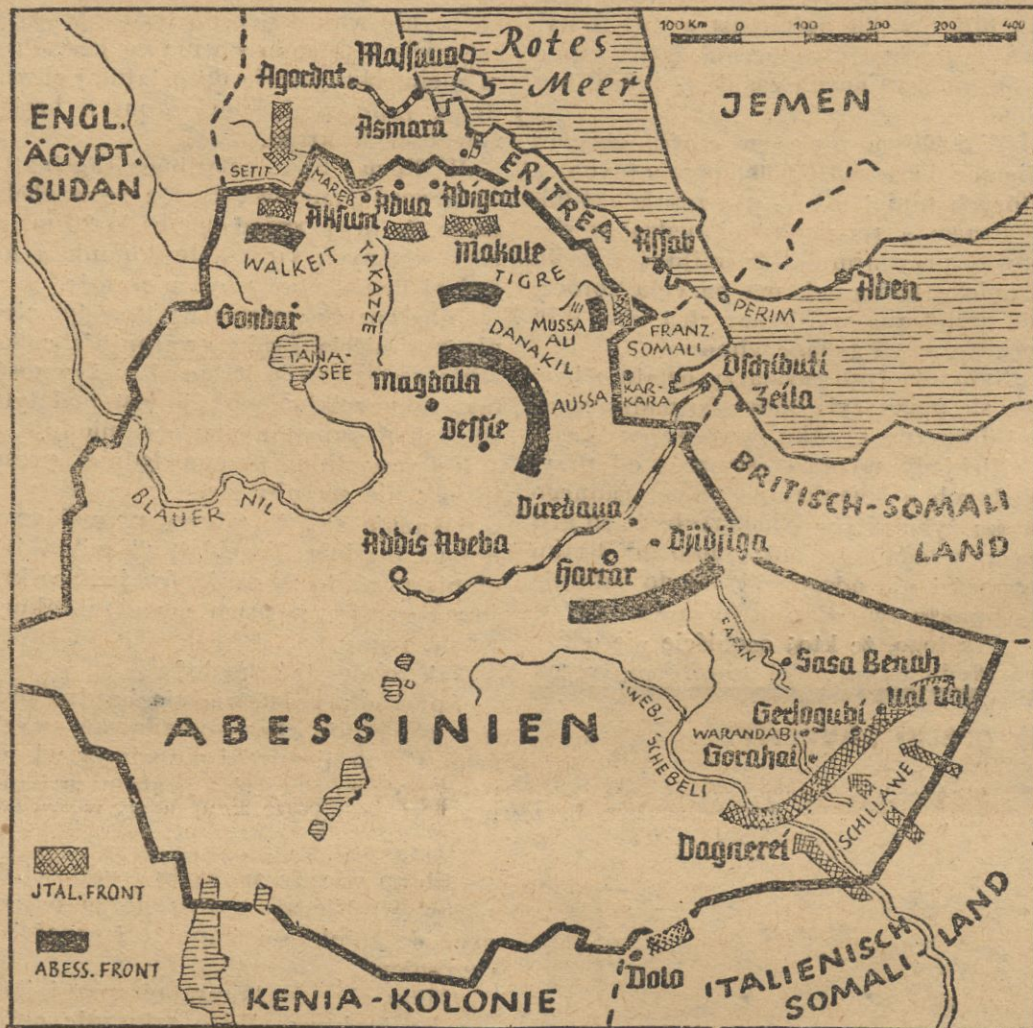 100 Km 0 100 200 300 400
Rotes
Meer
Massaua
Agordat
JEMEN
ENGL.
ÄGYPT.
SUDAN
Asmara
SETIT
MAREB
ERITREA
Aksum
Adua
Adigrat
Makale
Assab
WALKEIT
TAKAZZE
TIGRE
Aden
PERIM
Gondar
MUSSA
ALI
FRANZ.
SOMALI
TANA-
SEE
DANAKIL
Dschibuti
Magdala
AUSSA
KAR-
KARA
Zeila
Dessie
BRITISCH-SOMALI
LAND
BLAUER NIL
Diredaua
Addis Abeba
Djidjiga
Harrar
FAFAN
Sasa Benah
WEBI
SCHEBELI
Ual Ual
Gerlogubi
WARANDAB
Gorahai
ABESSINIEN
SCHILLAWE
Dagnerei
JTAL. FRONT
ABESS. FRONT
Dolo
ITALIENISCH
SOMALI-LAND
KENIA-KOLONIE